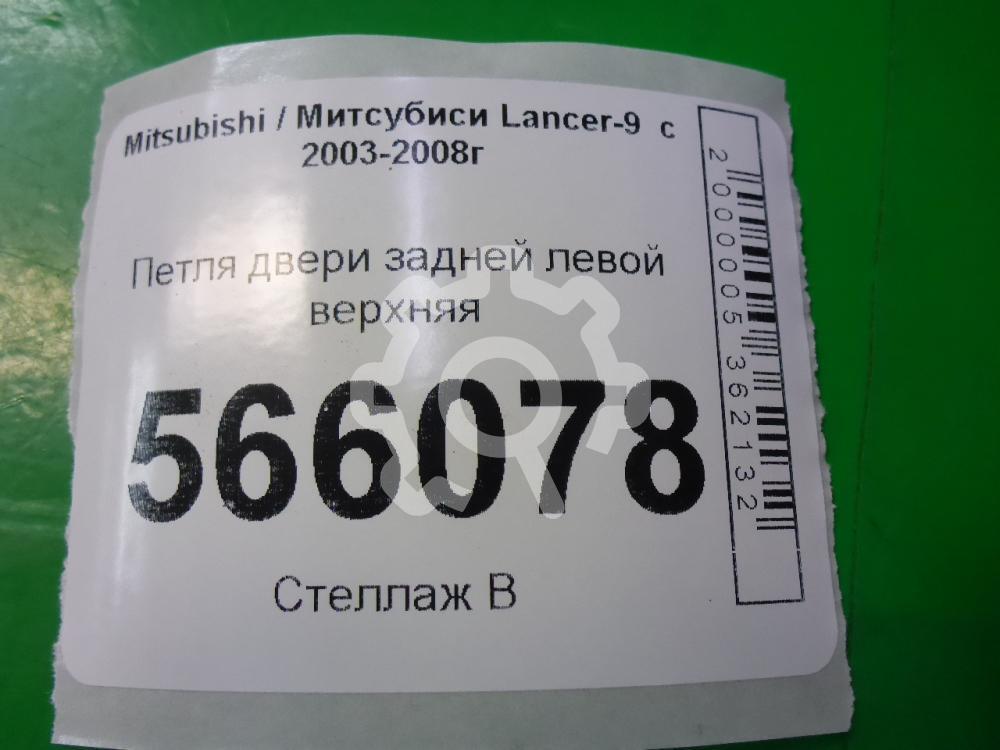 Mitsubishi / Митсубиси Lancer-9 с
2003-2008г
Петля двери задней левой
верхняя
566078
Стеллаж В
2000005362132